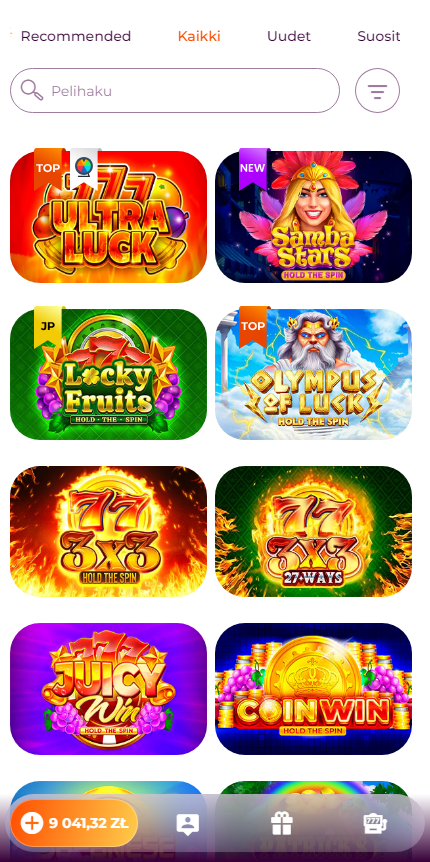 Recommended Kaikki Uudet Suosit
Pelihaku
TOP
777
ULTRA
LUCK
NEW
Samba
Stars
HOLD THE SPIN
JP
Lucky
Fruits
HOLD · THE · SPIN
TOP
OLYMPUS
OF LUCK
HOLD THE SPIN
77
3x3
HOLD THE SPIN
77
3x3
27 WAYS
777
JUICY
Win
HOLD THE SPIN
COIN WIN
HOLD THE SPIN
9 041,32 ZŁ
777